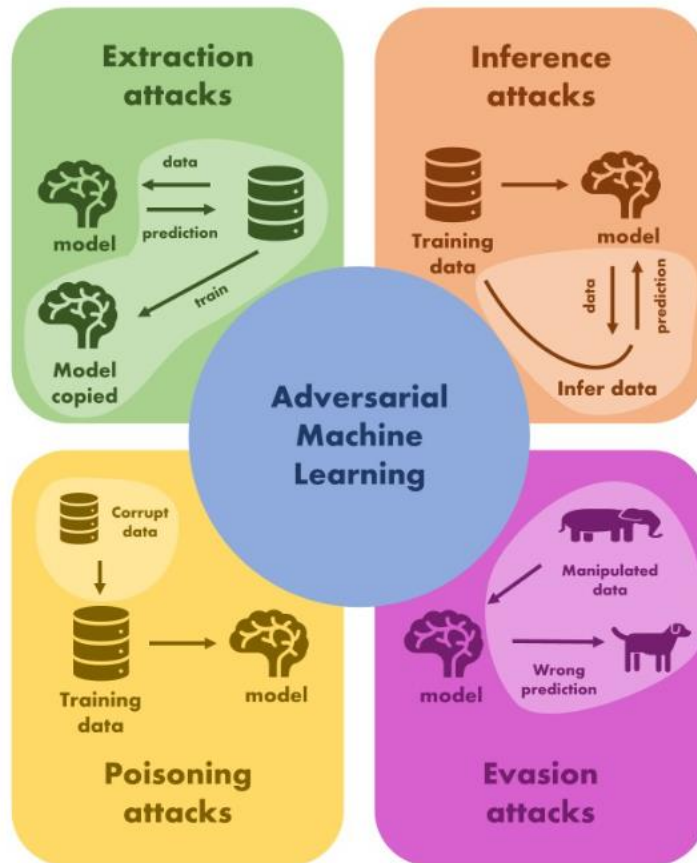 Extraction
attacks
data
model
prediction
train
Model
copied
Inference
attacks
Training
data
model
data
prediction
Infer data
Adversarial
Machine
Learning
Corrupt
data
Training
data
model
Poisoning
attacks
Manipulated
data
model
Wrong
prediction
Evasion
attacks